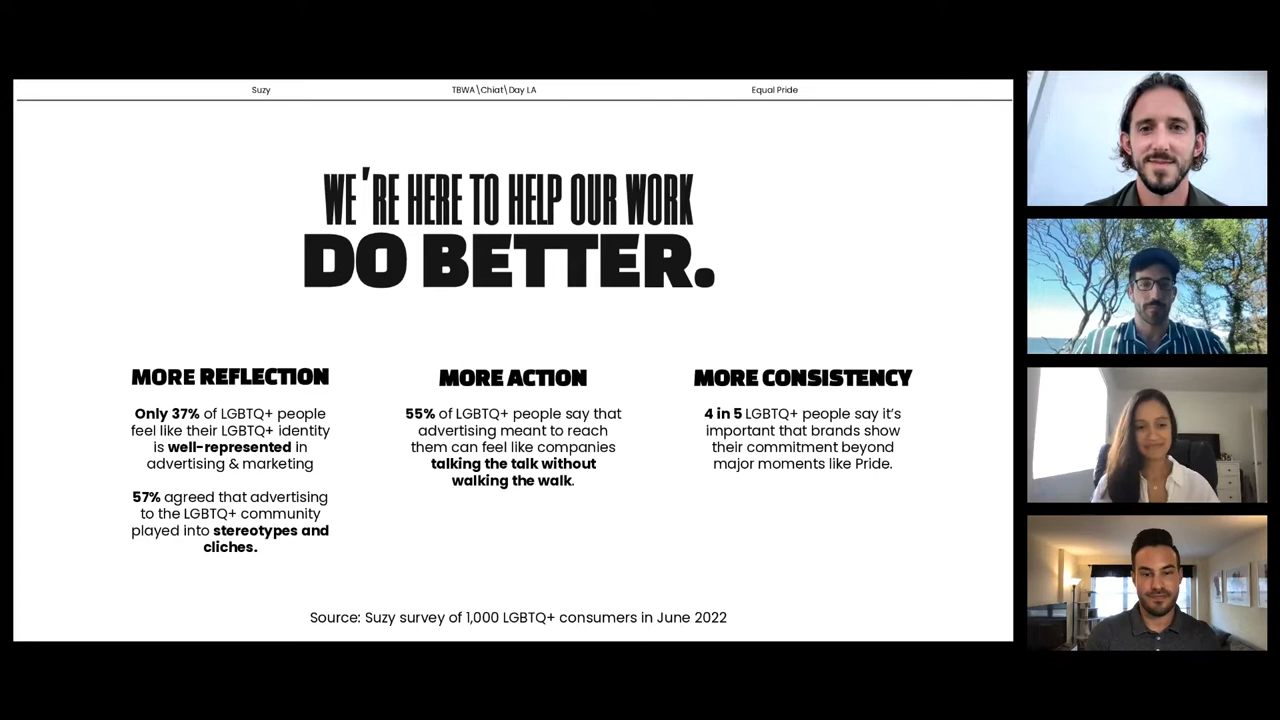 Suzy
TBWA\Chiat\Day LA
Equal Pride
WE'RE HERE TO HELP OUR WORK
DO BETTER.
MORE REFLECTION
Only 37% of LGBTQ+ people
feel like their LGBTQ+ identity
is well-represented in
advertising & marketing
57% agreed that advertising
to the LGBTQ+ community
played into stereotypes and
cliches.
MORE ACTION
55% of LGBTQ+ people say that
advertising meant to reach
them can feel like companies
talking the talk without
walking the walk.
MORE CONSISTENCY
4 in 5 LGBTQ+ people say it's
important that brands show
their commitment beyond
major moments like Pride.
Source: Suzy survey of 1,000 LGBTQ+ consumers in June 2022